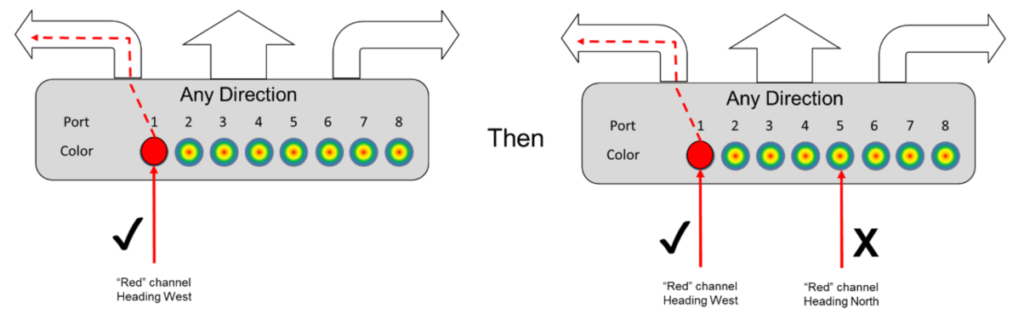 Any Direction
Port 1 2 3 4 5 6 7 8
Color
“Red” channel
Heading West
Then
Any Direction
Port 1 2 3 4 5 6 7 8
Color
X
“Red” channel
Heading West
“Red” channel
Heading North